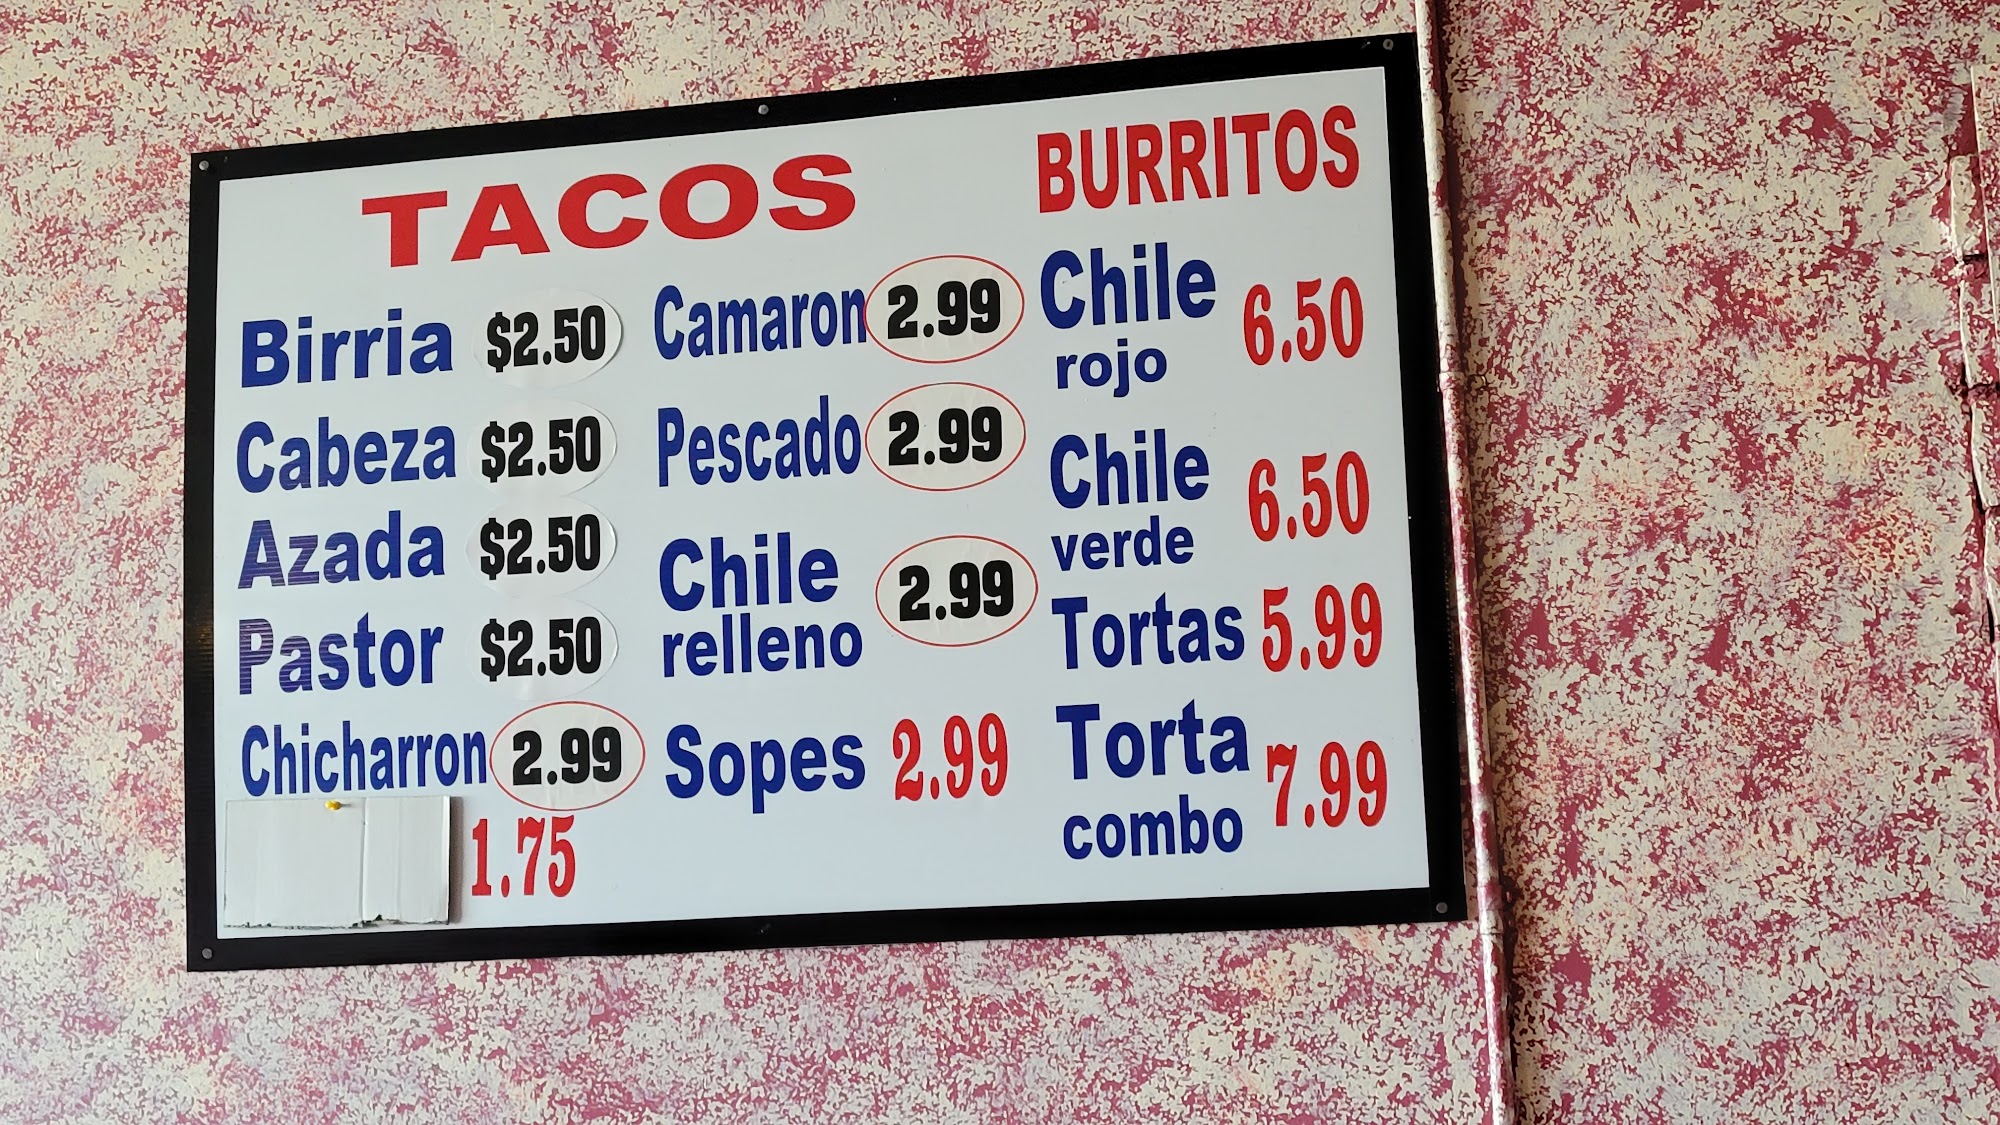 TACOS
Birria $2.50
Cabeza $2.50
Azada $2.50
Pastor $2.50
Chicharron 2.99
1.75
Camaron 2.99
Pescado 2.99
Chile
relleno 2.99
Sopes 2.99
BURRITOS
Chile
rojo 6.50
Chile
verde 6.50
Tortas 5.99
Torta
combo 7.99